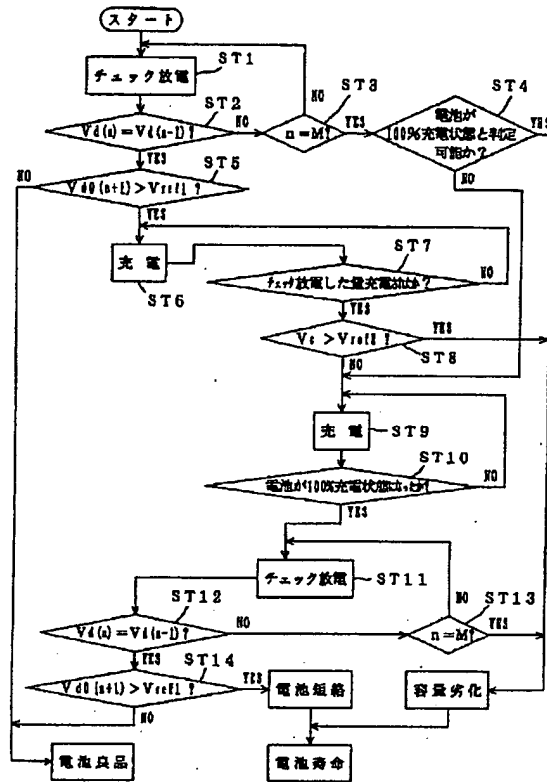 スタート
チェック放電
ST1
Vd(n)=Vd(n-1)?
ST2
NO
YES
n=M?
ST3
NO
YES
電池が
100%充電状態と判定
可能か?
ST4
YES
NO
Vd0(n+1)>Vref1?
ST5
NO
YES
充電
ST6
チェック放電した量充電されたか?
ST7
NO
YES
Vc>Vref2?
ST8
YES
NO
充電
ST9
電池が100%充電状態になったか?
ST10
NO
YES
チェック放電
ST11
Vd(n)=Vd(n-1)?
ST12
NO
YES
n=M?
ST13
NO
YES
Vd0(n+1)>Vref1?
ST14
YES
NO
電池短絡
容量劣化
電池良品
電池寿命